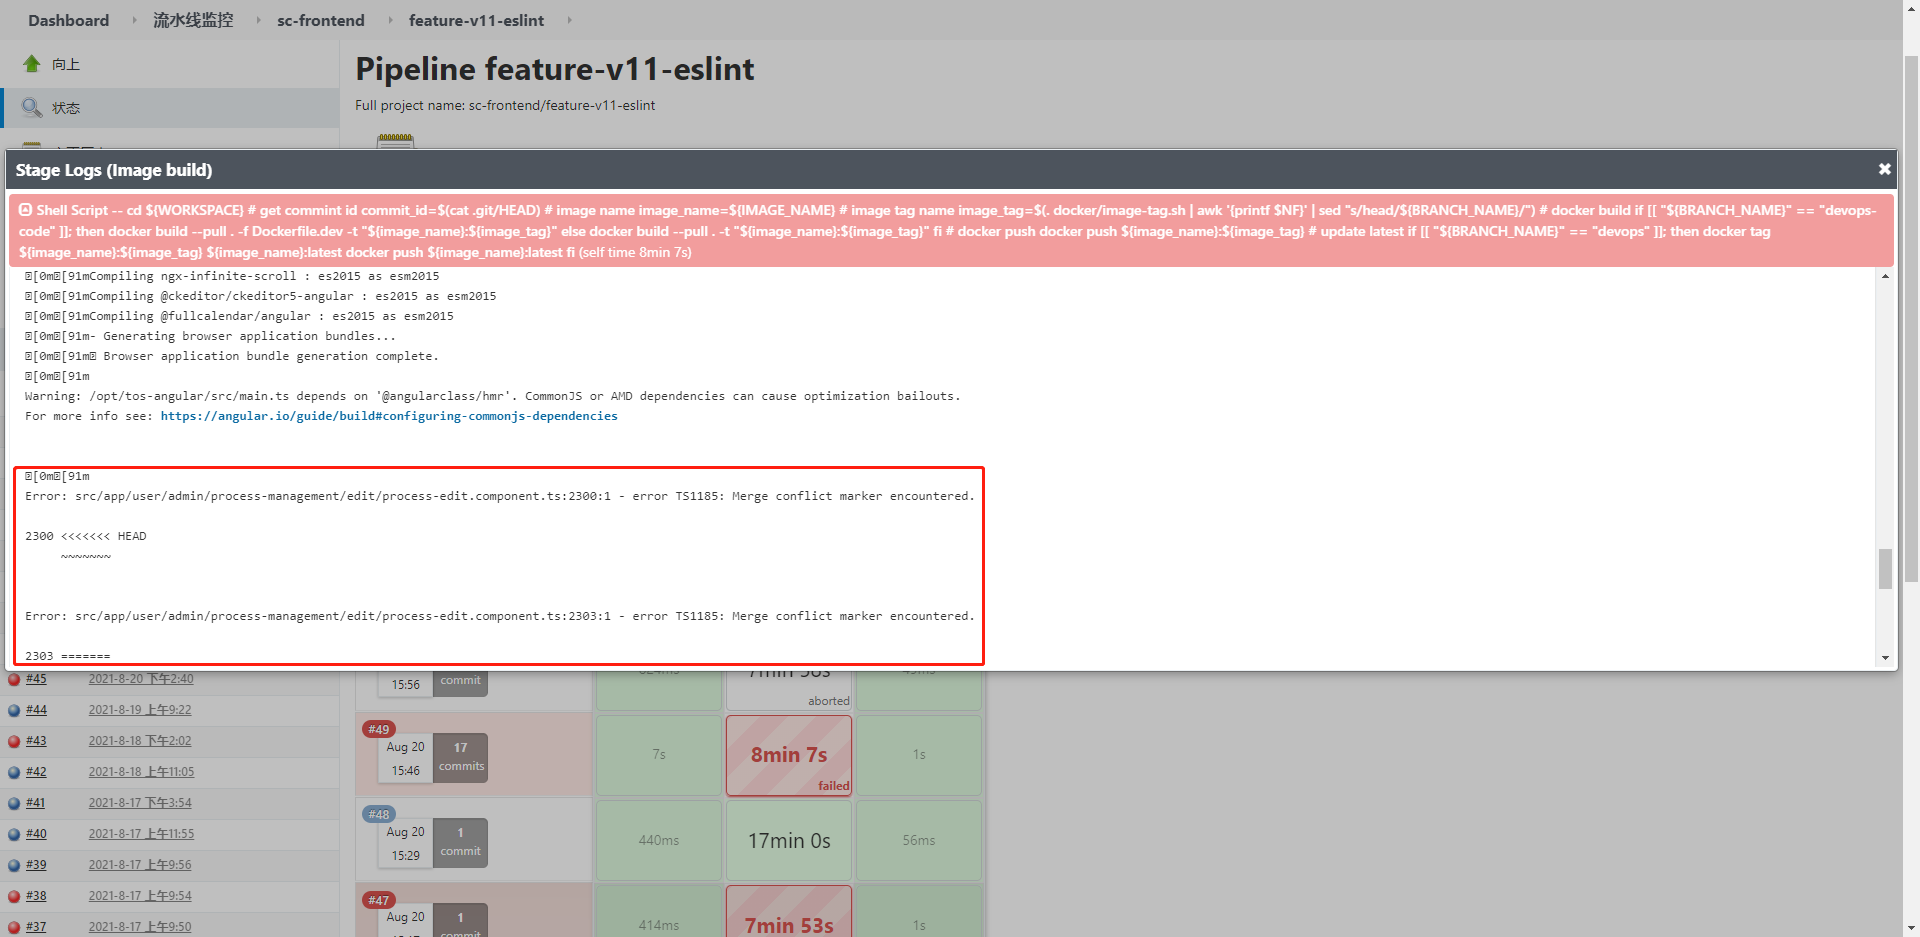 Dashboard 流水线监控 sc-frontend feature-v11-eslint
向上
状态
Pipeline feature-v11-eslint
Full project name: sc-frontend/feature-v11-eslint
Stage Logs (Image build)
Shell Script -- cd ${WORKSPACE} # get commint id commit_id=$(cat .git/HEAD) # image name image_name=${IMAGE_NAME} # image tag name image_tag=$(. docker/image-tag.sh | awk '{printf $NF}' | sed "s/head/${BRANCH_NAME}/") # docker build if [[ "${BRANCH_NAME}" == "devops-
code" ]]; then docker build --pull . -f Dockerfile.dev -t "${image_name}:${image_tag}" else docker build --pull . -t "${image_name}:${image_tag}" fi # docker push docker push ${image_name}:${image_tag} # update latest if [[ "${BRANCH_NAME}" == "devops" ]]; then docker tag
${image_name}:${image_tag} ${image_name}:latest docker push ${image_name}:latest fi (self time 8min 7s)
[0m[91mCompiling ngx-infinite-scroll : es2015 as esm2015
[0m[91mCompiling @ckeditor/ckeditor5-angular : es2015 as esm2015
[0m[91mCompiling @fullcalendar/angular : es2015 as esm2015
[0m[91m- Generating browser application bundles...
[0m[91m Browser application bundle generation complete.
[0m[91m
Warning: /opt/tos-angular/src/main.ts depends on '@angularclass/hmr'. CommonJS or AMD dependencies can cause optimization bailouts.
For more info see: https://angular.io/guide/build#configuring-commonjs-dependencies
[0m[91m
Error: src/app/user/admin/process-management/edit/process-edit.component.ts:2300:1 - error TS1185: Merge conflict marker encountered.
2300 <<<<<<< HEAD
~~~~~~~
Error: src/app/user/admin/process-management/edit/process-edit.component.ts:2303:1 - error TS1185: Merge conflict marker encountered.
2303 =======
#45 2021-8-20 下午2:40
#44 2021-8-19 上午9:22
#43 2021-8-18 下午2:02
#42 2021-8-18 上午11:05
#41 2021-8-17 下午3:54
#40 2021-8-17 上午11:55
#39 2021-8-17 上午9:56
#38 2021-8-17 上午9:54
#37 2021-8-17 上午9:50
15:56 commit
aborted
#49
Aug 20 17
15:46 commits
7s
8min 7s
failed
1s
#48
Aug 20 1
15:29 commit
440ms
17min 0s
56ms
#47
Aug 20 1
commit
414ms
7min 53s
1s